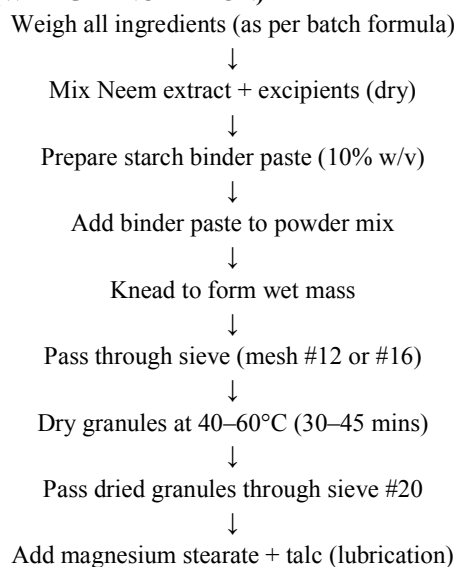 Weigh all ingredients (as per batch formula)
↓
Mix Neem extract + excipients (dry)
↓
Prepare starch binder paste (10% w/v)
↓
Add binder paste to powder mix
↓
Knead to form wet mass
↓
Pass through sieve (mesh #12 or #16)
↓
Dry granules at 40–60°C (30–45 mins)
↓
Pass dried granules through sieve #20
↓
Add magnesium stearate + talc (lubrication)